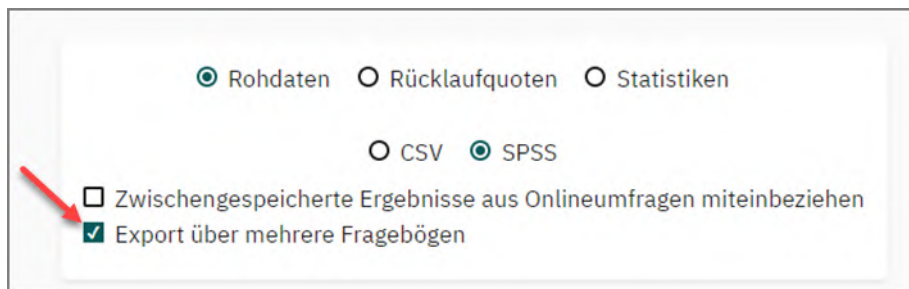 Rohdaten Rücklaufquoten Statistiken
CSV SPSS
Zwischengespeicherte Ergebnisse aus Onlineumfragen miteinbeziehen
Export über mehrere Fragebögen